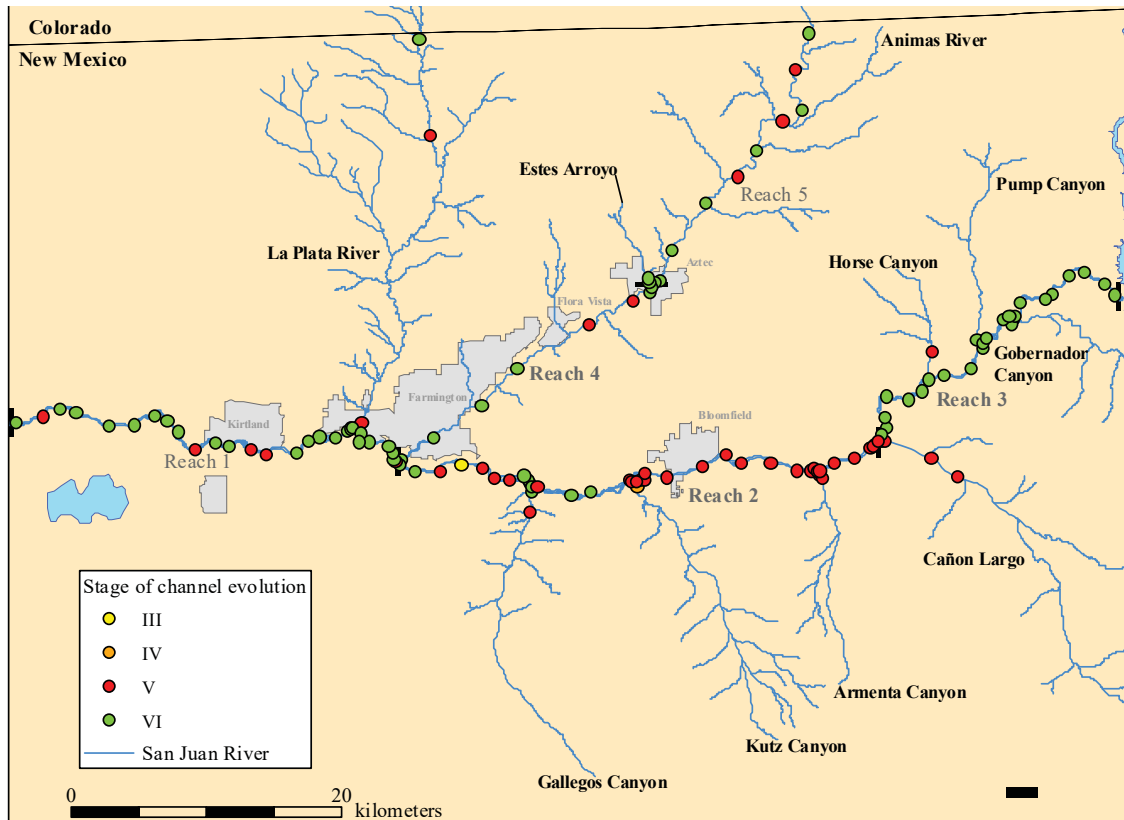 Colorado
New Mexico
Animas River
Estes Arroyo
Pump Canyon
Reach 5
La Plata River
Horse Canyon
Aztec
Flora Vista
Gobernador
Canyon
Reach 4
Reach 3
Farmington
Kirtland
Bloomfield
Reach 1
Reach 2
Cañon Largo
Stage of channel evolution
III
IV
V
VI
San Juan River
Armenta Canyon
Kutz Canyon
Gallegos Canyon
0 20
kilometers